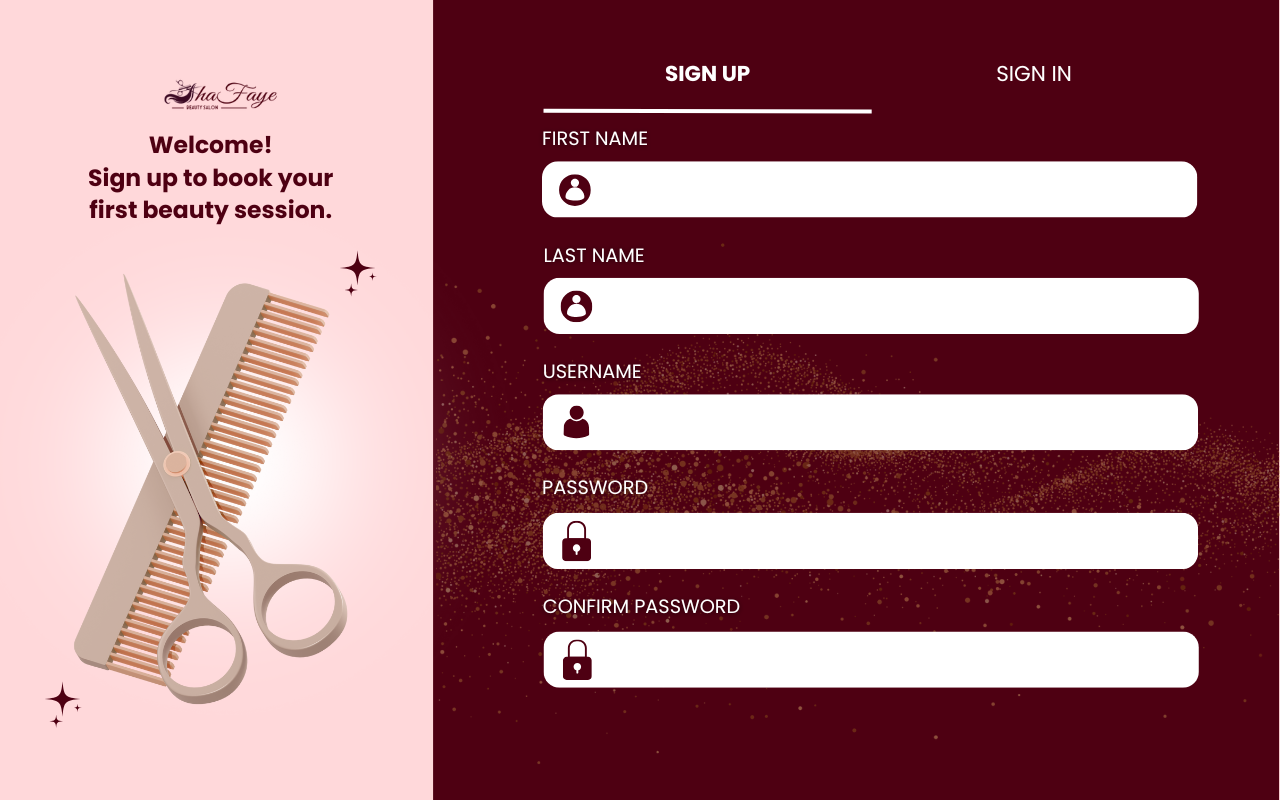 ShaFaye
BEAUTY SALON
Welcome!
Sign up to book your
first beauty session.
SIGN UP
SIGN IN
FIRST NAME
LAST NAME
USERNAME
PASSWORD
CONFIRM PASSWORD